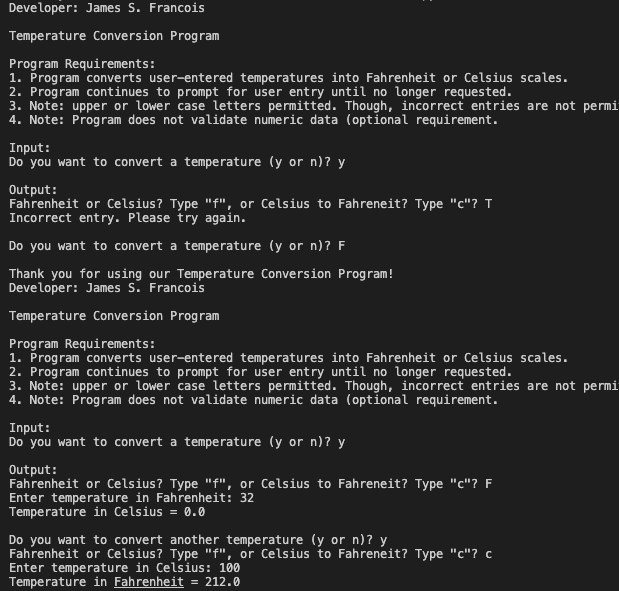 Developer: James S. Francois
Temperature Conversion Program
Program Requirements:
1. Program converts user-entered temperatures into Fahrenheit or Celsius scales.
2. Program continues to prompt for user entry until no longer requested.
3. Note: upper or lower case letters permitted. Though, incorrect entries are not permi
4. Note: Program does not validate numeric data (optional requirement.
Input:
Do you want to convert a temperature (y or n)? y
Output:
Fahrenheit or Celsius? Type "f", or Celsius to Fahreneit? Type "c"? T
Incorrect entry. Please try again.
Do you want to convert a temperature (y or n)? F
Thank you for using our Temperature Conversion Program!
Developer: James S. Francois
Temperature Conversion Program
Program Requirements:
1. Program converts user-entered temperatures into Fahrenheit or Celsius scales.
2. Program continues to prompt for user entry until no longer requested.
3. Note: upper or lower case letters permitted. Though, incorrect entries are not permi
4. Note: Program does not validate numeric data (optional requirement.
Input:
Do you want to convert a temperature (y or n)? y
Output:
Fahrenheit or Celsius? Type "f", or Celsius to Fahreneit? Type "c"? F
Enter temperature in Fahrenheit: 32
Temperature in Celsius = 0.0
Do you want to convert another temperature (y or n)? y
Fahrenheit or Celsius? Type "f", or Celsius to Fahreneit? Type "c"? c
Enter temperature in Celsius: 100
Temperature in Fahrenheit = 212.0